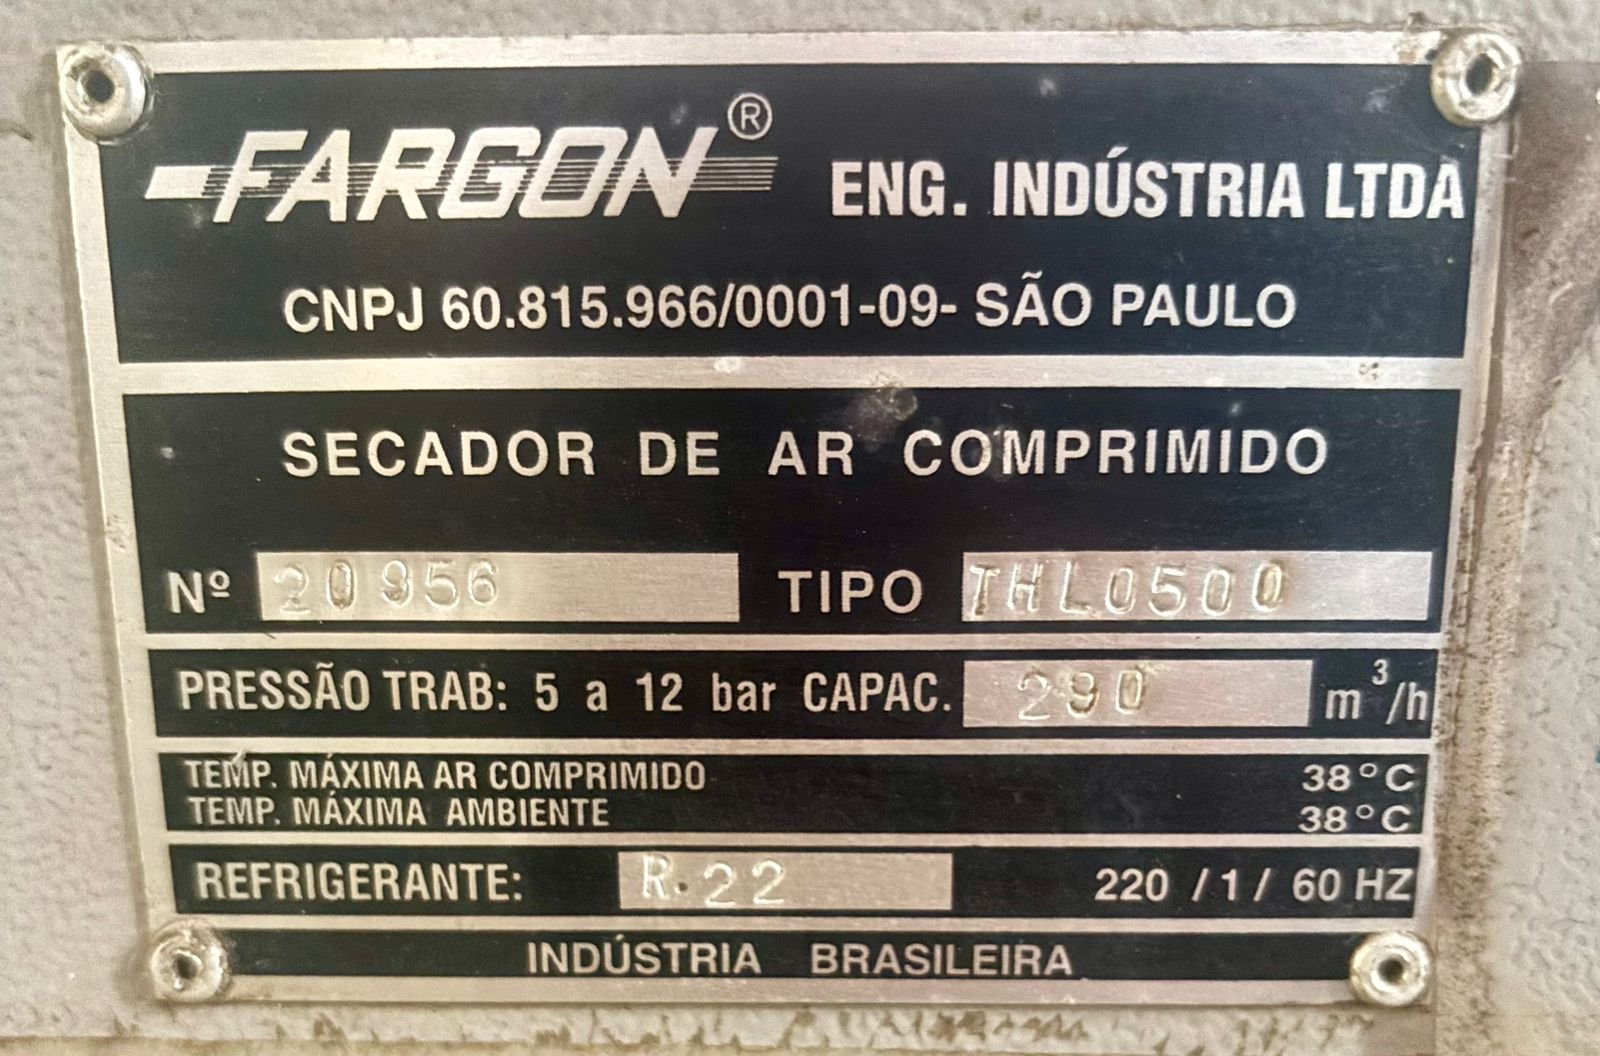 FARGON® ENG. INDÚSTRIA LTDA
CNPJ 60.815.966/0001-09- SÃO PAULO
SECADOR DE AR COMPRIMIDO
Nº 20956 TIPO THL0500
PRESSÃO TRAB: 5 a 12 bar CAPAC. 290 m³/h
TEMP. MÁXIMA AR COMPRIMIDO 38°C
TEMP. MÁXIMA AMBIENTE 38°C
REFRIGERANTE: R.22 220 /1/ 60 HZ
INDÚSTRIA BRASILEIRA